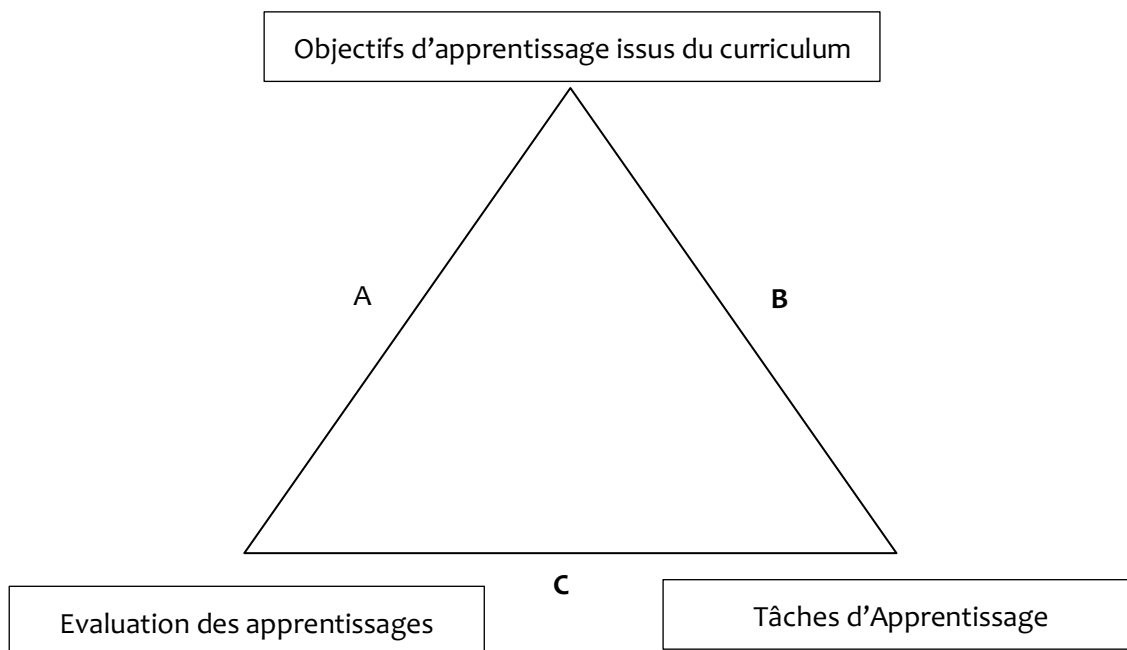 Objectifs d’apprentissage issus du curriculum
A
B
C
Evaluation des apprentissages
Tâches d’Apprentissage